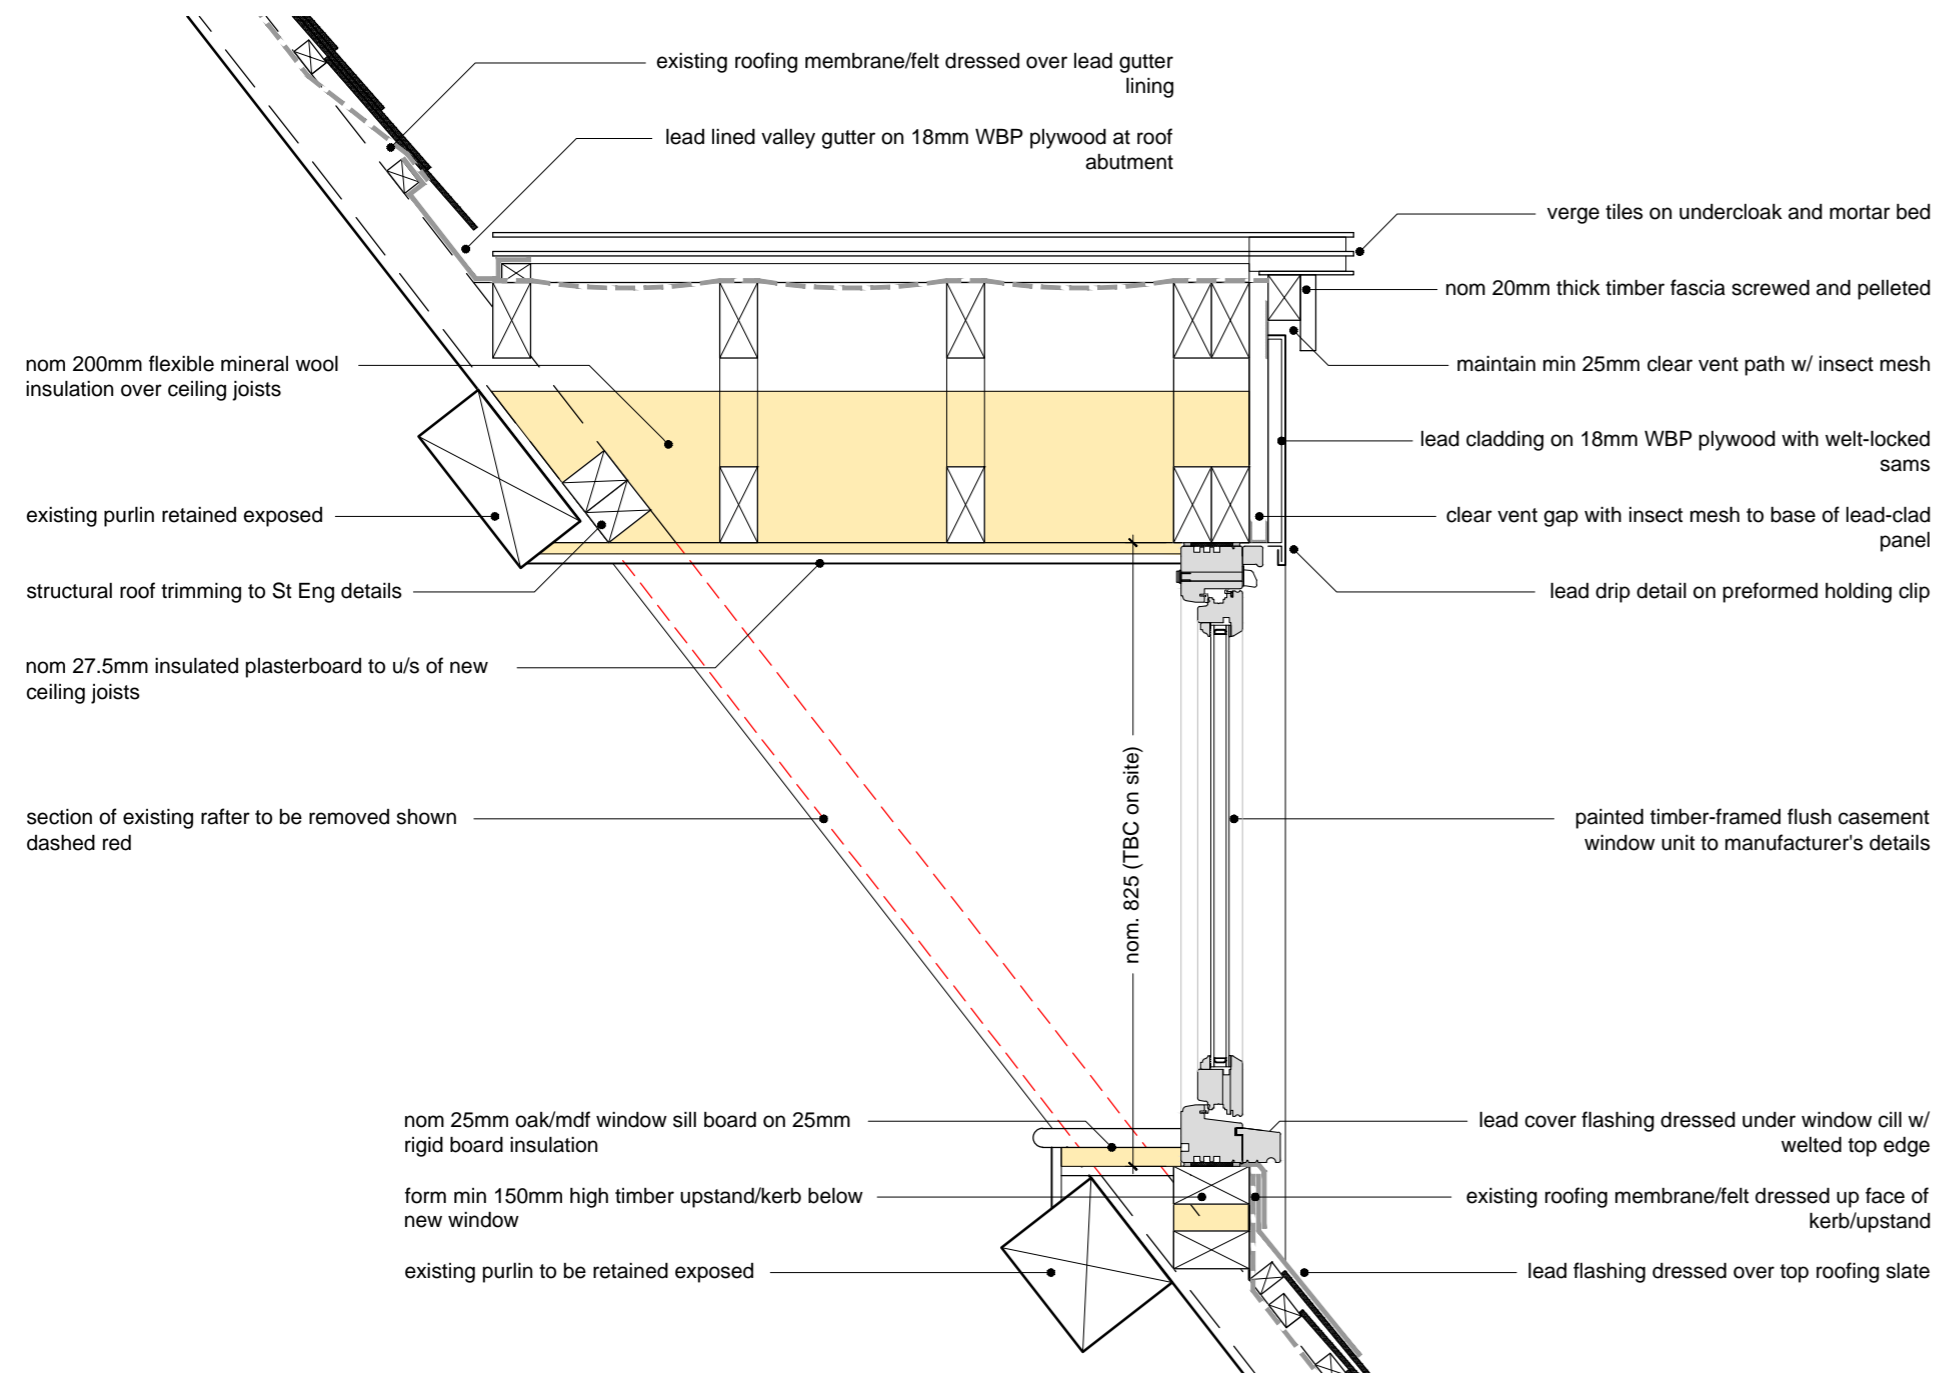 existing roofing membrane/felt dressed over lead gutter
lining
lead lined valley gutter on 18mm WBP plywood at roof
abutment
verge tiles on undercloak and mortar bed
nom 20mm thick timber fascia screwed and pelleted
maintain min 25mm clear vent path w/ insect mesh
lead cladding on 18mm WBP plywood with welt-locked
sams
clear vent gap with insect mesh to base of lead-clad
panel
lead drip detail on preformed holding clip
nom 200mm flexible mineral wool
insulation over ceiling joists
existing purlin retained exposed
structural roof trimming to St Eng details
nom 27.5mm insulated plasterboard to u/s of new
ceiling joists
section of existing rafter to be removed shown
dashed red
nom. 825 (TBC on site)
painted timber-framed flush casement
window unit to manufacturer's details
nom 25mm oak/mdf window sill board on 25mm
rigid board insulation
form min 150mm high timber upstand/kerb below
new window
existing purlin to be retained exposed
lead cover flashing dressed under window cill w/
welted top edge
existing roofing membrane/felt dressed up face of
kerb/upstand
lead flashing dressed over top roofing slate